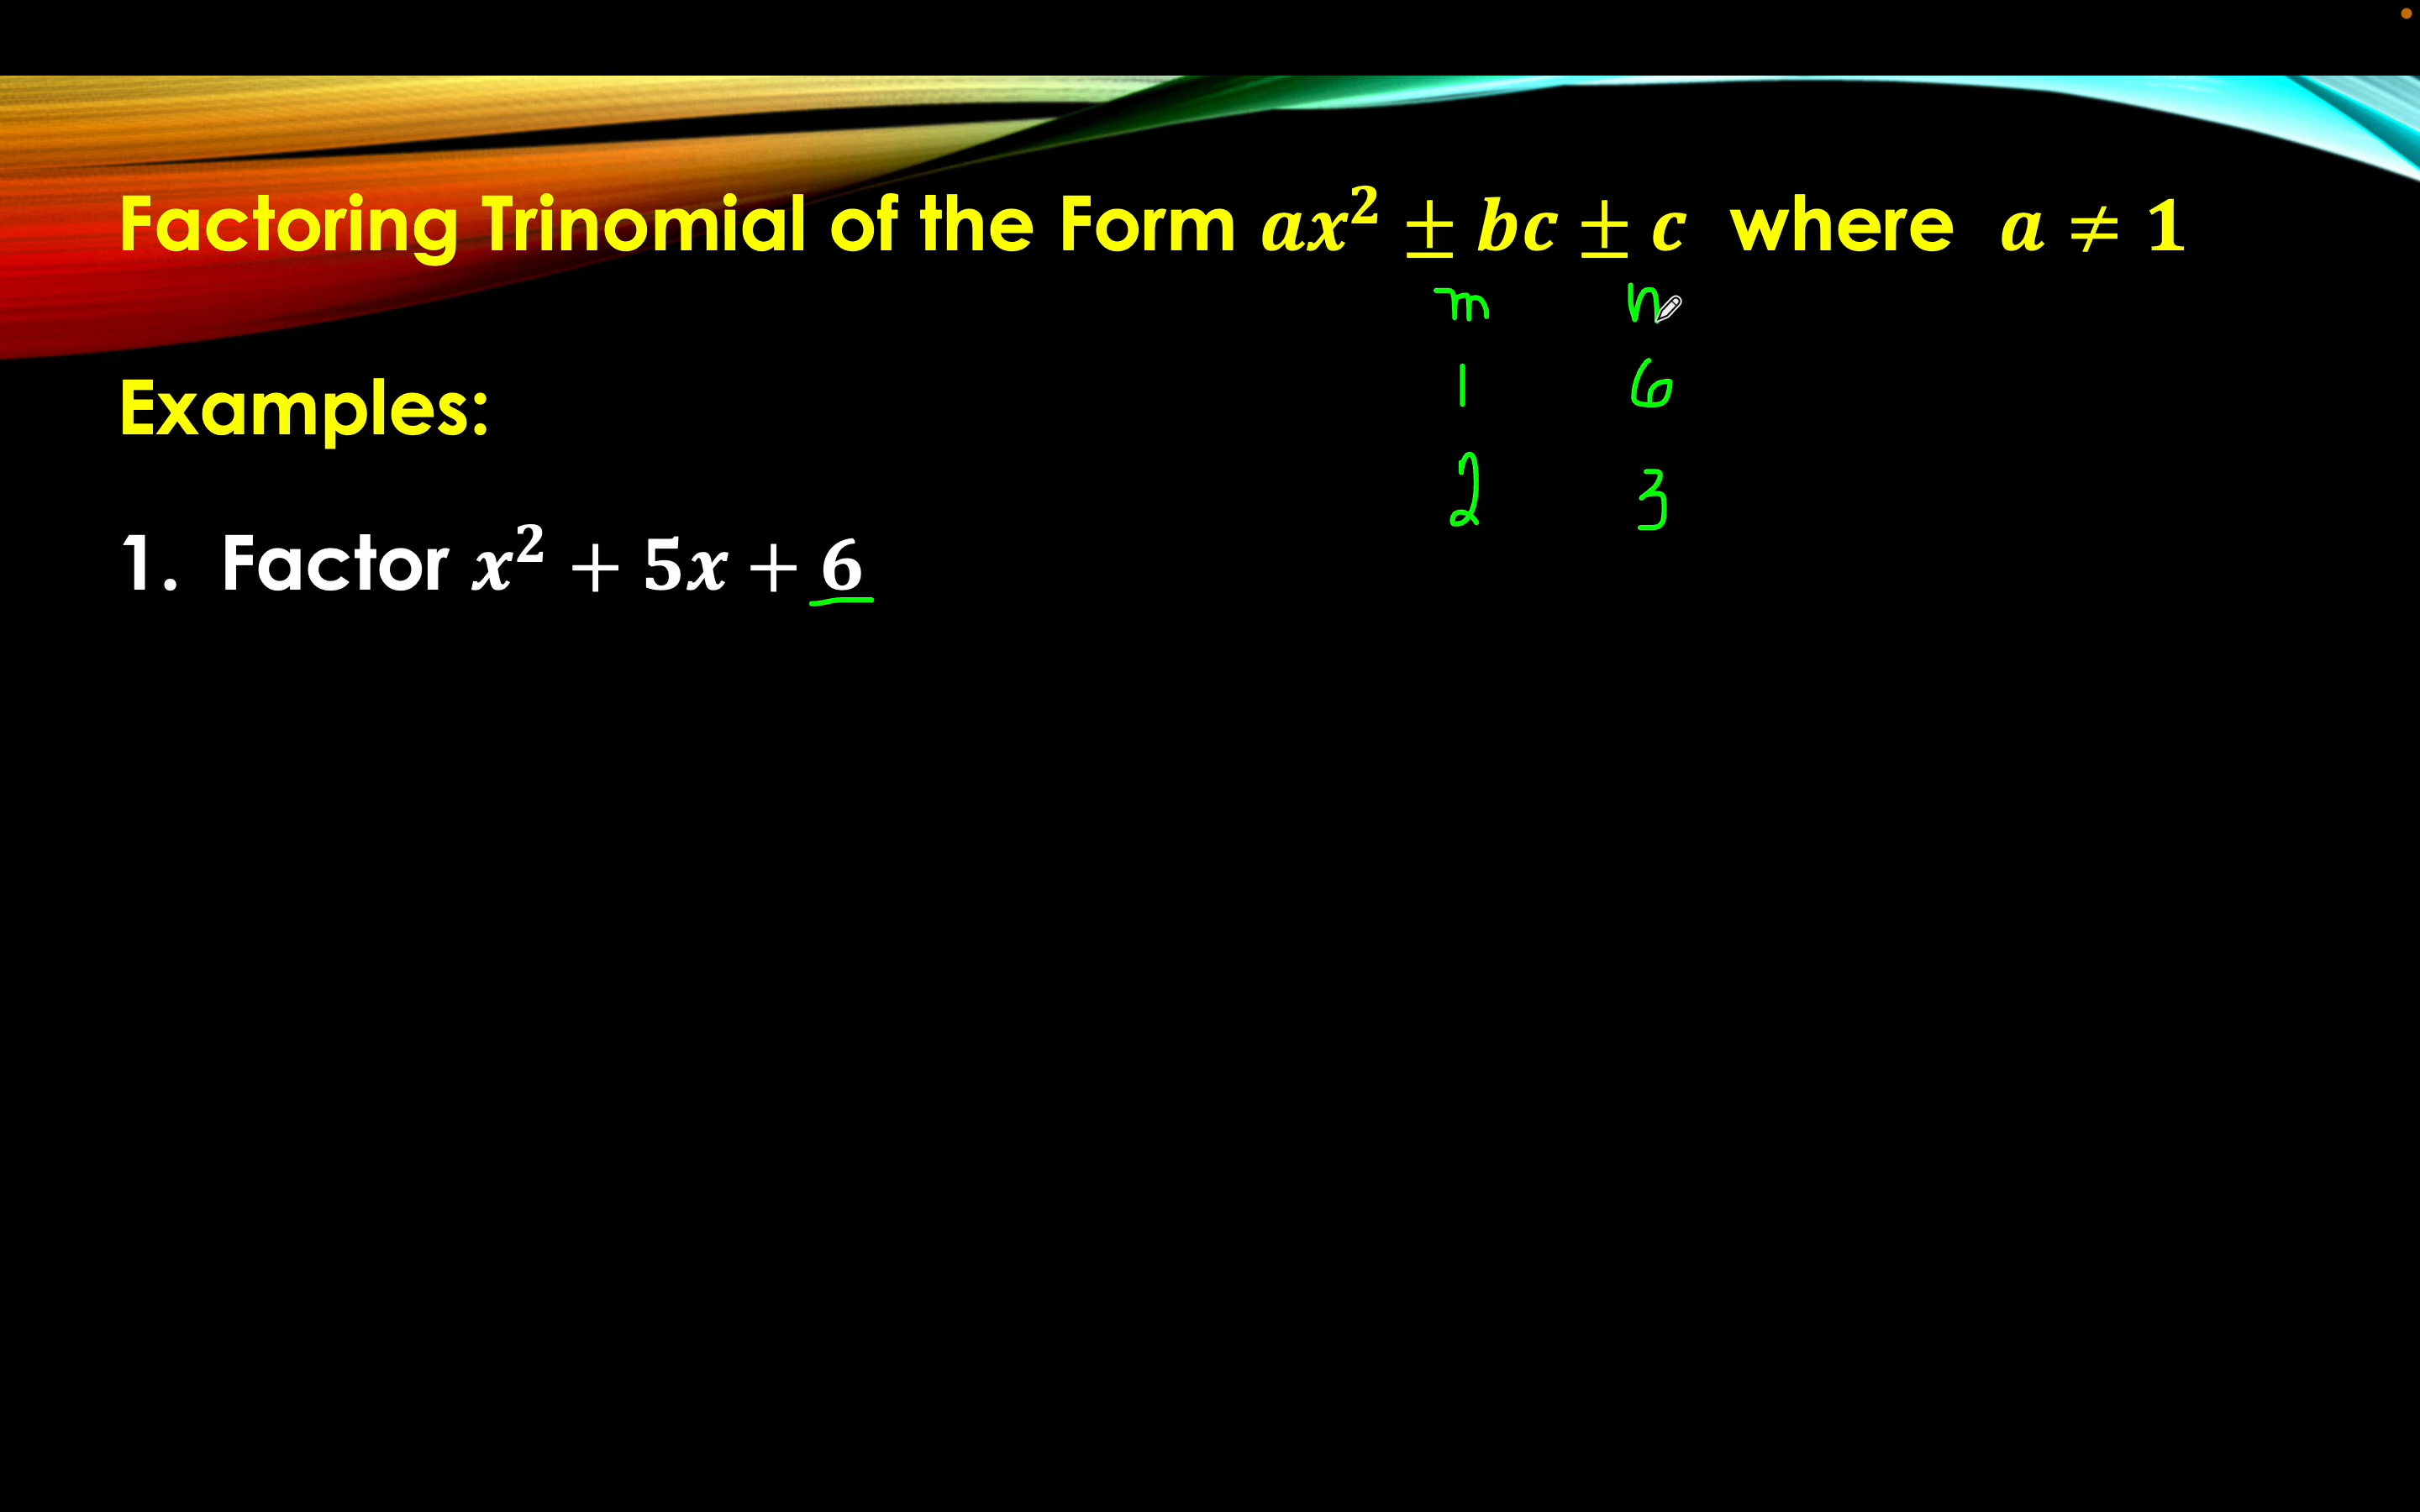 Factoring Trinomial of the Form ax² ± bc ± c where a ≠ 1
m n
1 6
Examples:
2 3
1. Factor x² + 5x + 6